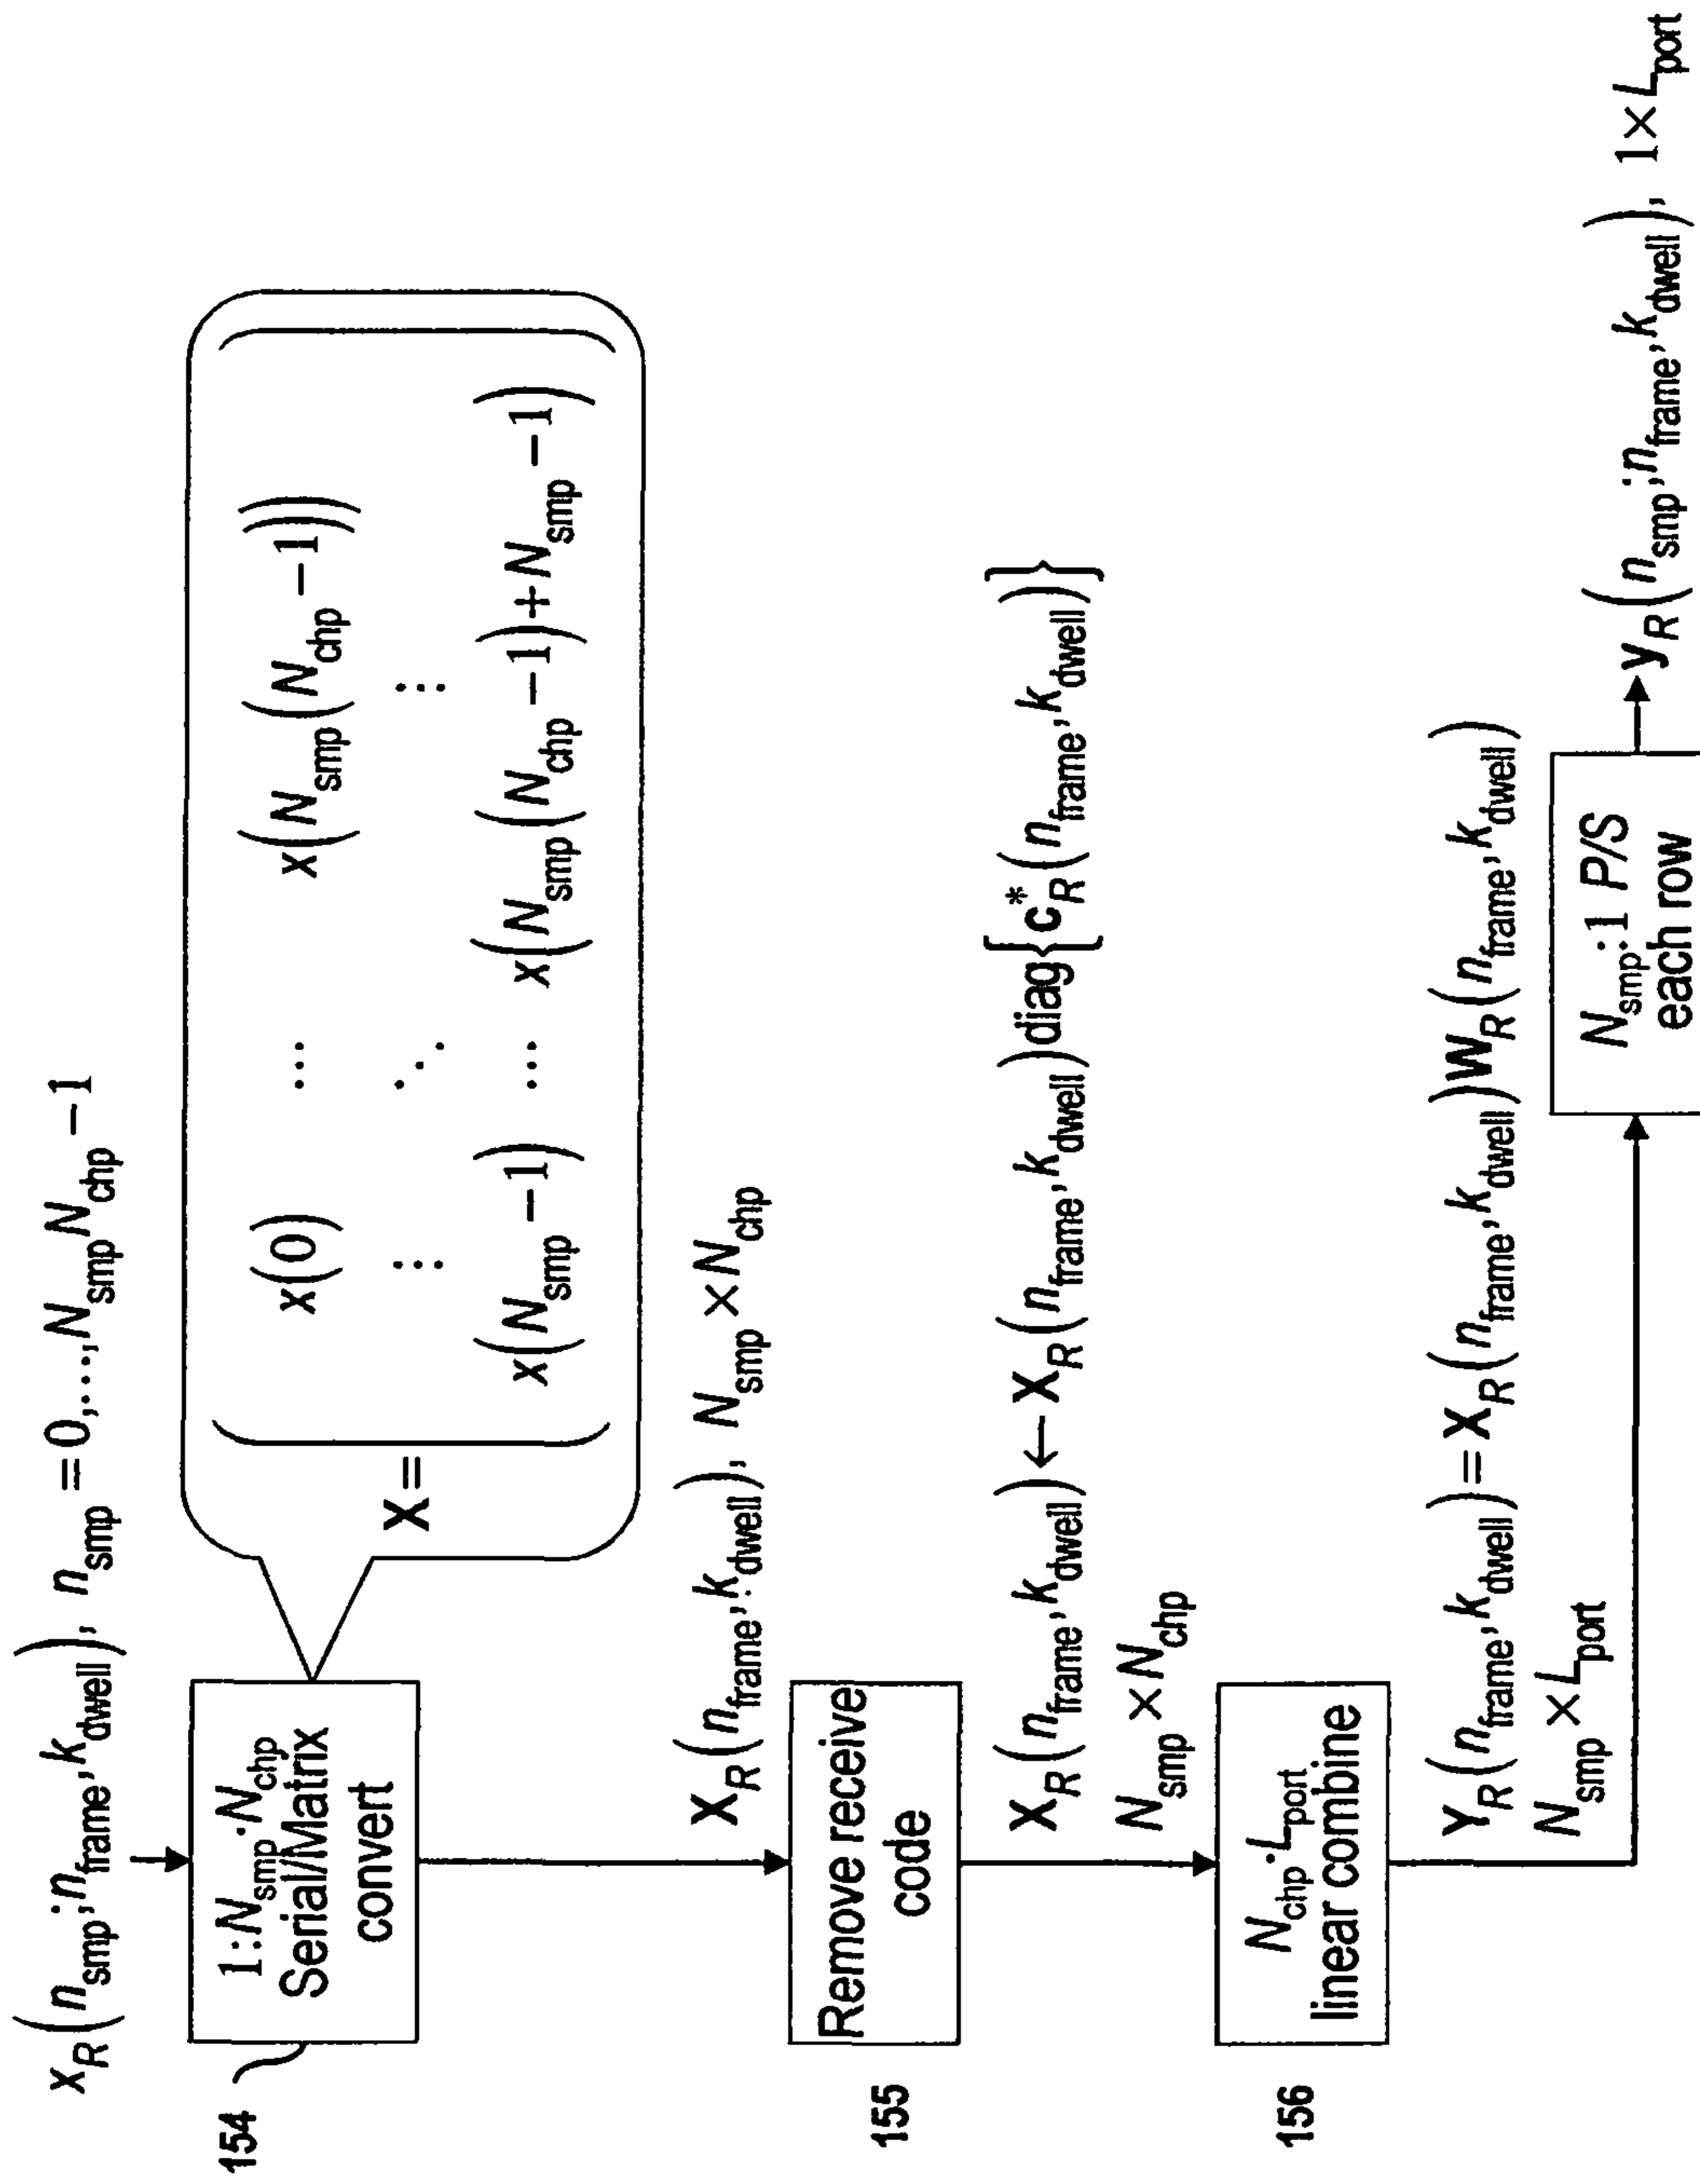 x_R(n_smp; n_frame, k_dwell), n_smp = 0,…, N_smp N_chp − 1
154
1:N_smp·N_chp
Serial/Matrix
convert
X =
x(0) ⋯ x(N_smp(N_chp − 1))
⋮ ⋱ ⋮
x(N_smp − 1) ⋯ x(N_smp(N_chp − 1) + N_smp − 1)
X_R(n_frame, k_dwell), N_smp × N_chp
155
Remove receive
code
X_R(n_frame, k_dwell) ← X_R(n_frame, k_dwell)diag{c*_R(n_frame, k_dwell)}
N_smp × N_chp
156
N_chp:L_port
linear combine
Y_R(n_frame, k_dwell) = X_R(n_frame, k_dwell)W_R(n_frame, k_dwell)
N_smp × L_port
N_smp:1 P/S
each row
y_R(n_smp; n_frame, k_dwell), 1 × L_port